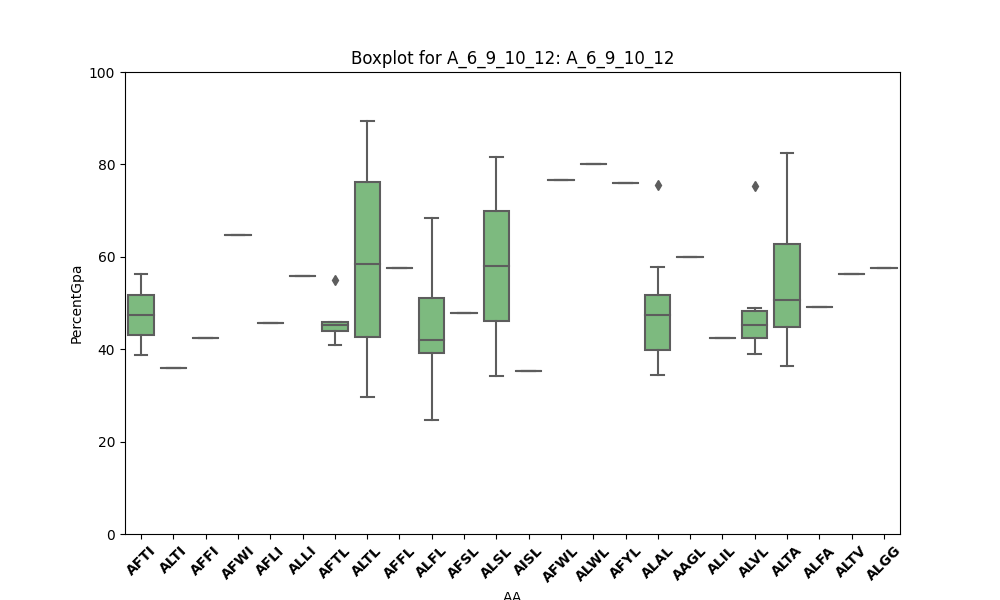 Boxplot for A_6_9_10_12: A_6_9_10_12
PercentGpa
100
80
60
40
20
0
AFTI ALTI AFFI AFWI AFLI ALLI AFTL ALTL AFFL ALFL AFSL ALSL AISL AFWL ALWL AFYL ALAL AAGL ALIL ALVL ALTA ALFA ALTV ALGG
AA